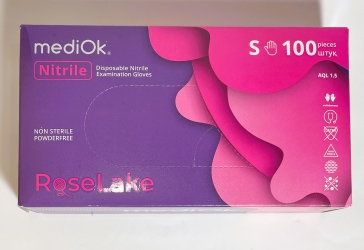 mediOk®
S 100 pieces
штук
Nitrile Disposable Nitrile
Examination Gloves
AQL 1.5
NON STERILE
POWDERFREE
RoseLake